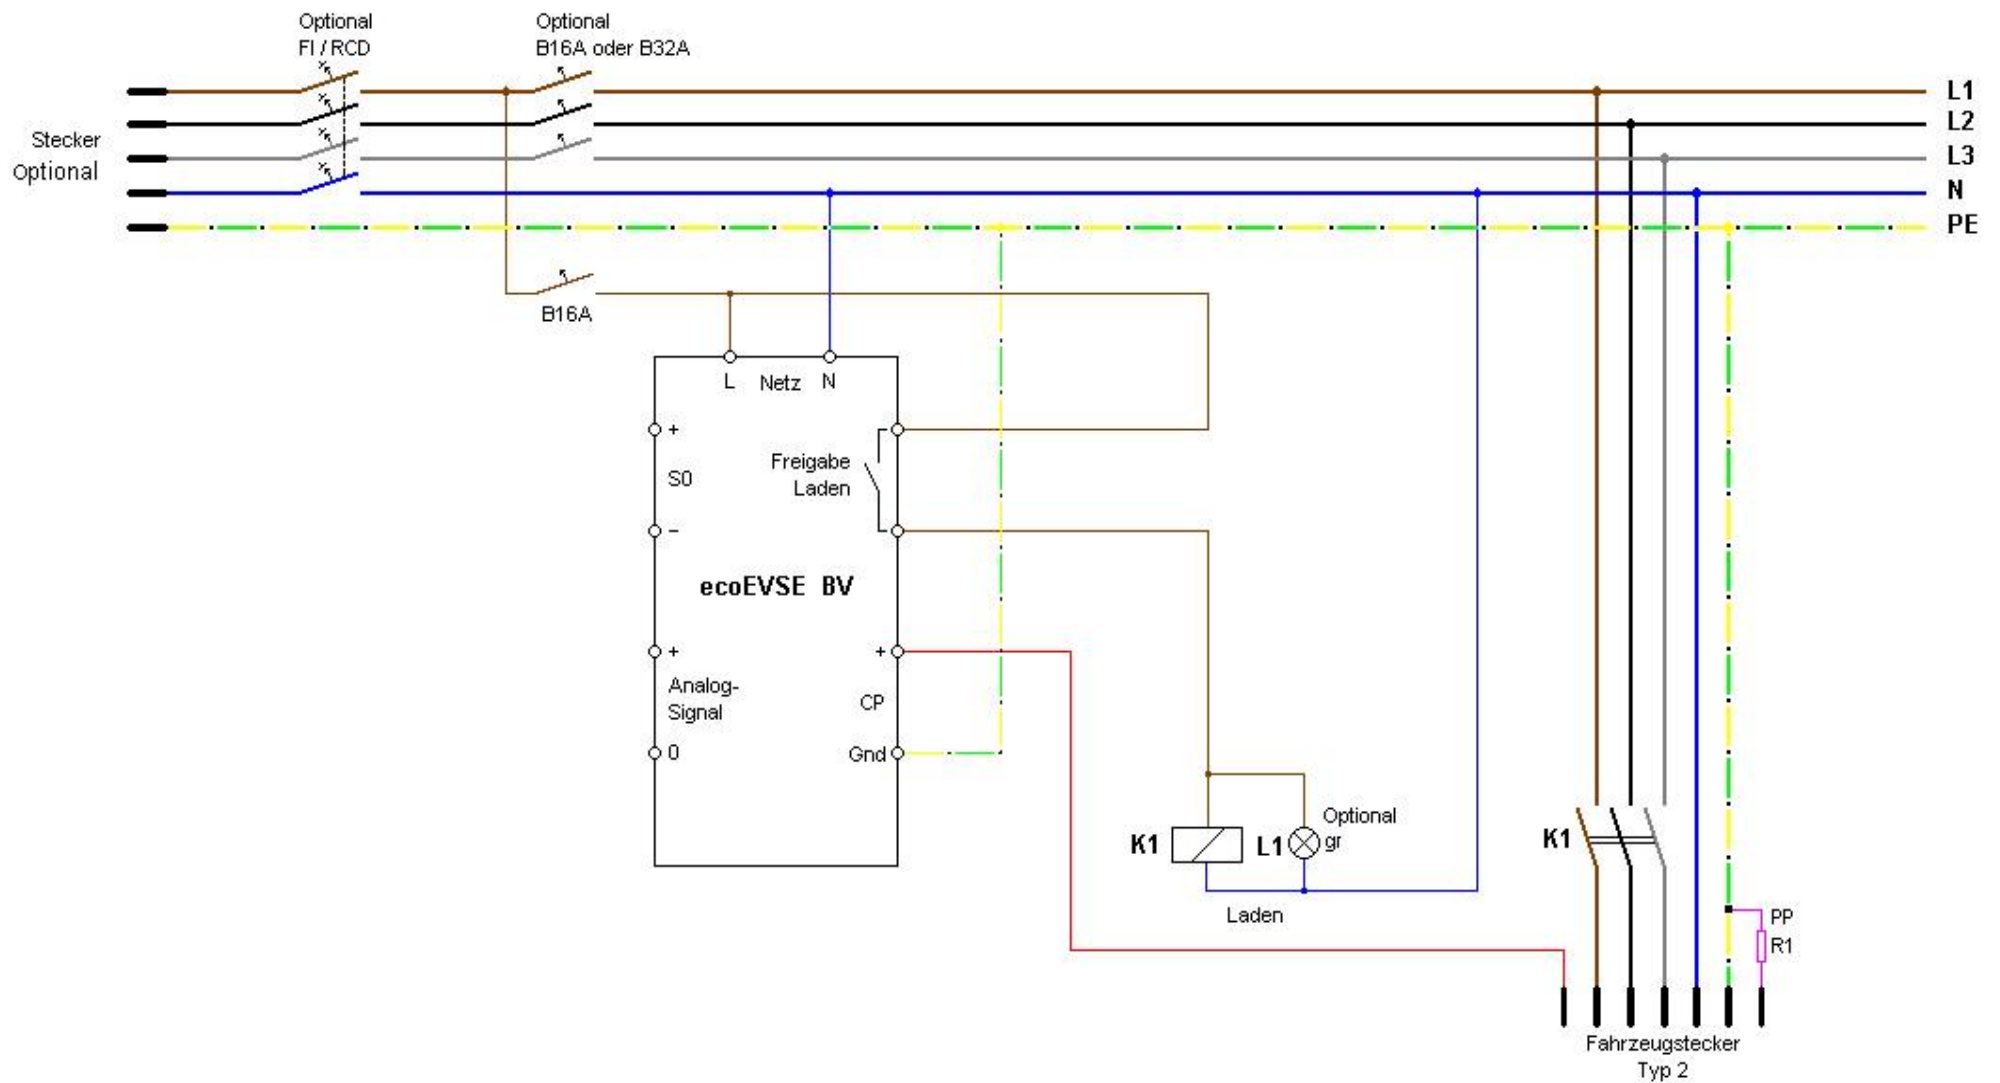 Optional
FI / RCD
Optional
B16A oder B32A
L1
L2
Stecker
L3
Optional
N
PE
B16A
L Netz N
+
Freigabe
Laden
S0
–
ecoEVSE BV
+
+
Analog-
Signal
CP
0
Gnd
Optional
K1
L1
gr
K1
Laden
PP
R1
Fahrzeugstecker
Typ 2